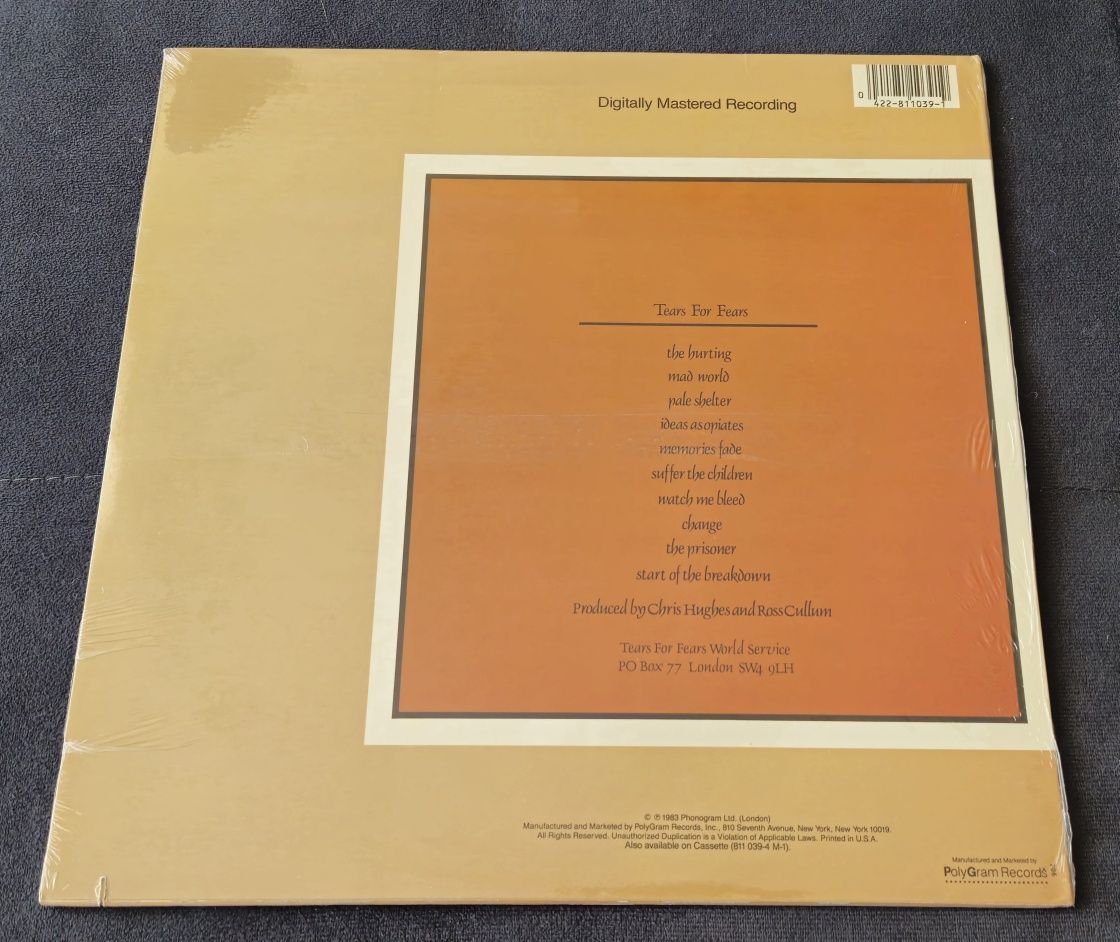 Digitally Mastered Recording
0 422-811039-1
Tears For Fears
the hurting
mad world
pale shelter
ideas as opiates
memories fade
suffer the children
watch me bleed
change
the prisoner
start of the breakdown
Produced by Chris Hughes and Ross Cullum
Tears For Fears World Service
PO Box 77 London SW4 9LH
© ℗ 1983 Phonogram Ltd. (London)
Manufactured and Marketed by PolyGram Records, Inc., 810 Seventh Avenue, New York, New York 10019.
All Rights Reserved. Unauthorized Duplication is a Violation of Applicable Laws. Printed in U.S.A.
Also available on Cassette (811 039-4 M-1).
Manufactured and Marketed by
PolyGram Records